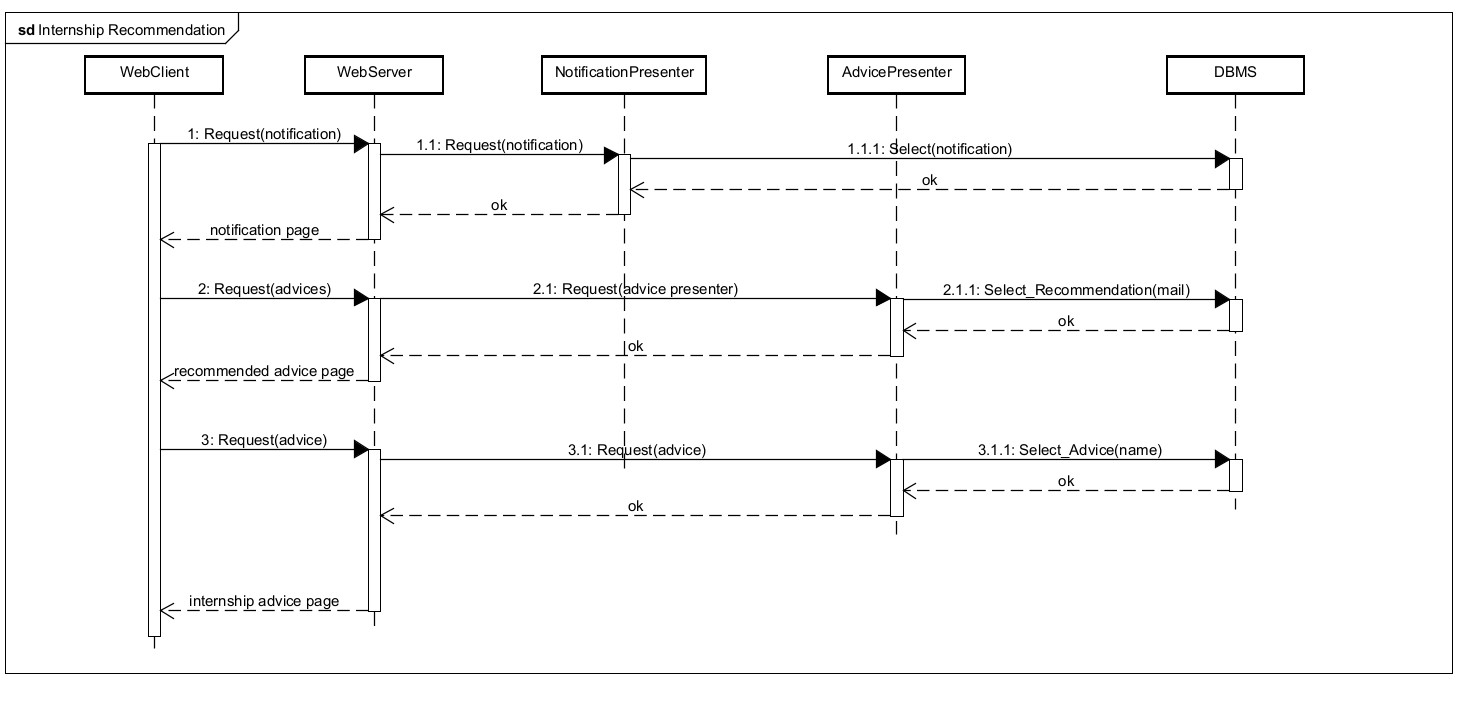 sd Internship Recommendation
WebClient
WebServer
NotificationPresenter
AdvicePresenter
DBMS
1: Request(notification)
1.1: Request(notification)
1.1.1: Select(notification)
ok
ok
notification page
2: Request(advices)
2.1: Request(advice presenter)
2.1.1: Select_Recommendation(mail)
ok
ok
recommended advice page
3: Request(advice)
3.1: Request(advice)
3.1.1: Select_Advice(name)
ok
ok
internship advice page